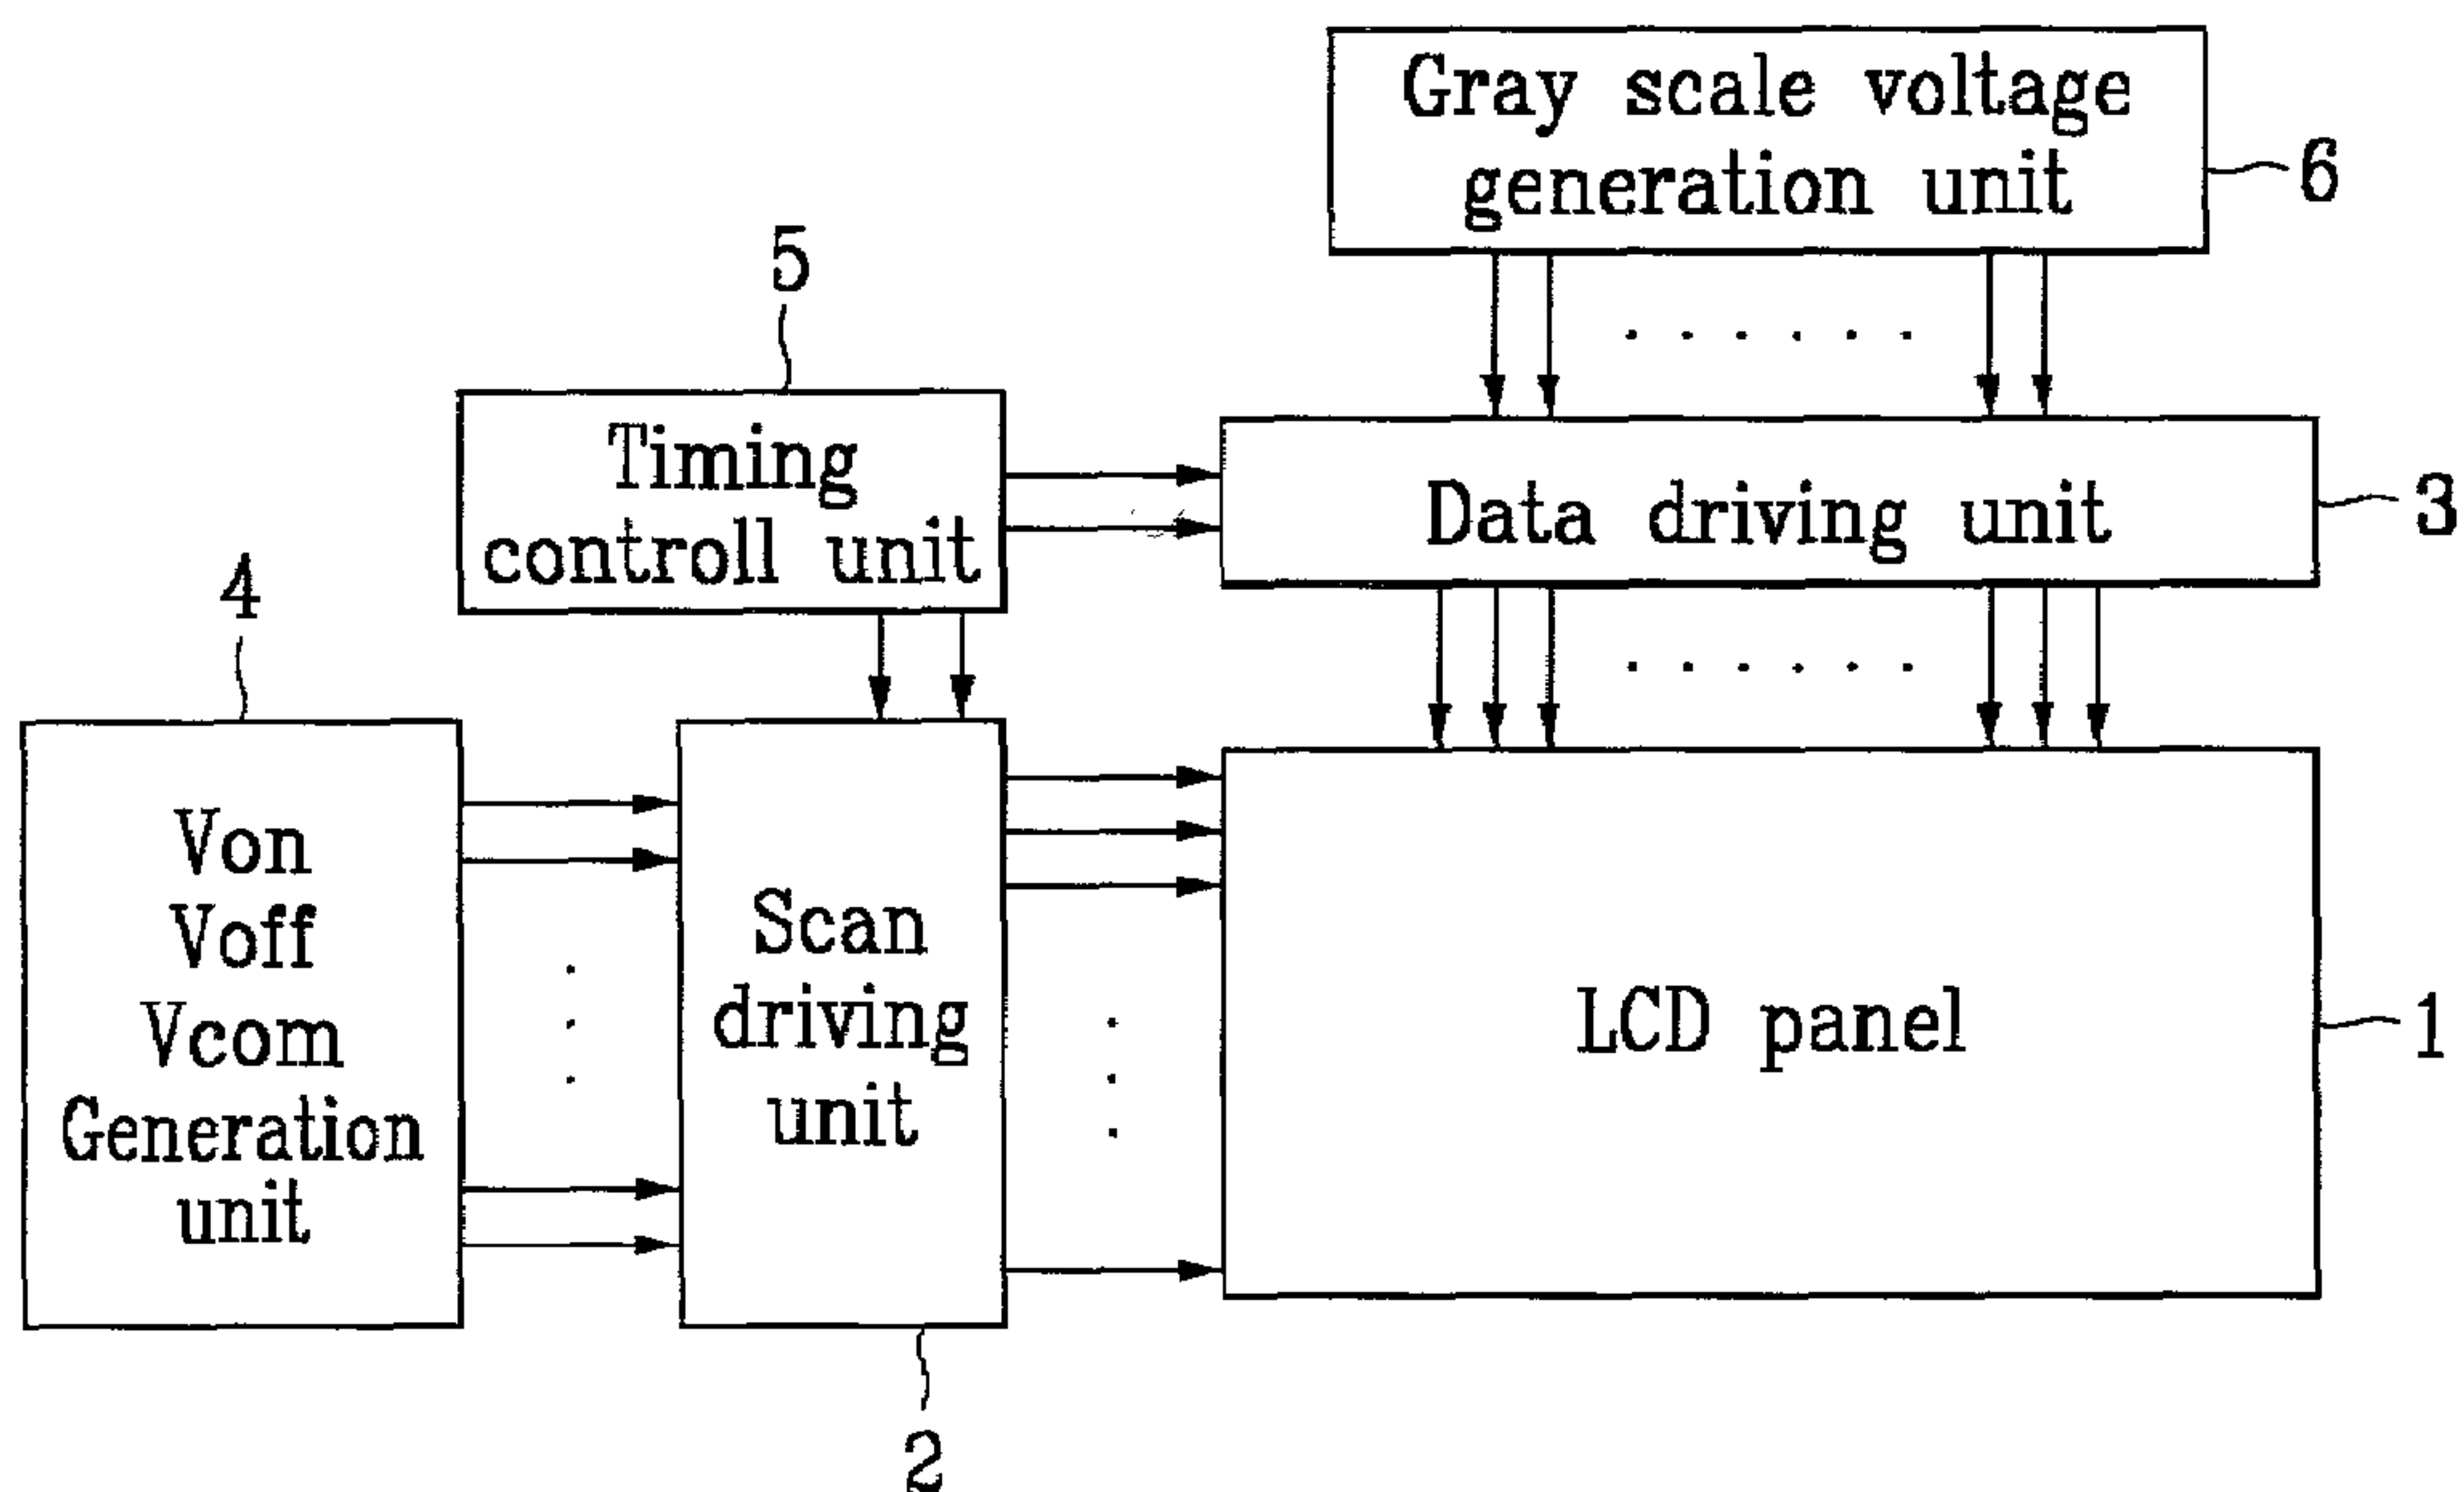 Gray scale voltage
generation unit
6
5
Timing
controll unit
Data driving unit
3
4
Von
Voff
Vcom
Generation
unit
Scan
driving
unit
LCD panel
1
2